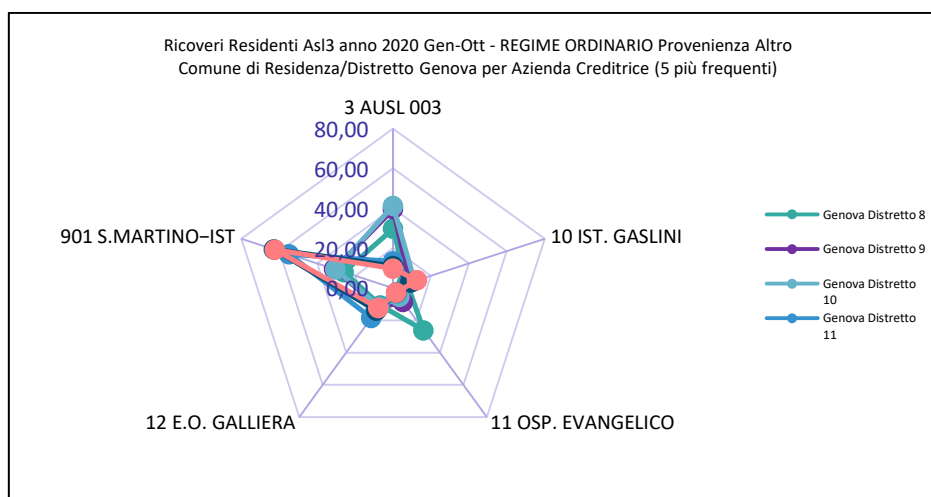 Ricoveri Residenti Asl3 anno 2020 Gen-Ott - REGIME ORDINARIO Provenienza Altro
Comune di Residenza/Distretto Genova per Azienda Creditrice (5 più frequenti)
3 AUSL 003
80,00
60,00
40,00
20,00
0,00
901 S.MARTINO–IST
10 IST. GASLINI
12 E.O. GALLIERA
11 OSP. EVANGELICO
Genova Distretto 8
Genova Distretto 9
Genova Distretto
10
Genova Distretto
11